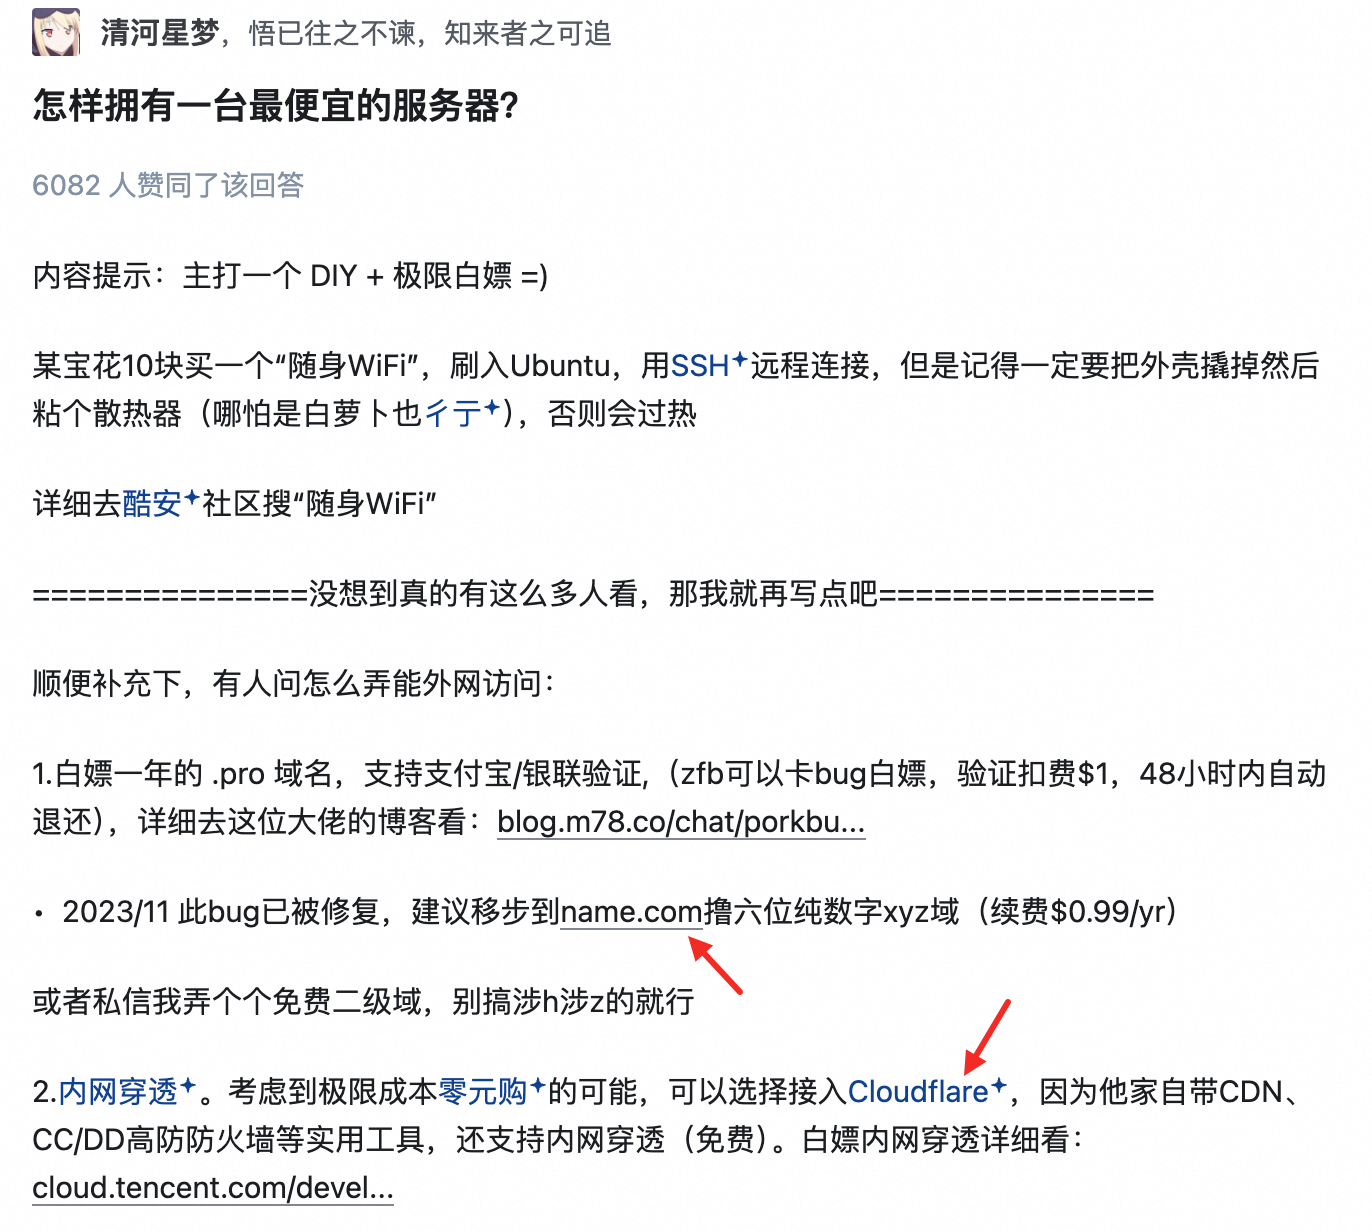 清河星梦，悟已往之不谏，知来者之可追
怎样拥有一台最便宜的服务器？
6082 人赞同了该回答
内容提示：主打一个 DIY + 极限白嫖 =)
某宝花10块买一个“随身WiFi”，刷入Ubuntu，用SSH远程连接，但是记得一定要把外壳撬掉然后
粘个散热器（哪怕是白萝卜也彳亍），否则会过热
详细去酷安社区搜“随身WiFi”
===============没想到真的有这么多人看，那我就再写点吧===============
顺便补充下，有人问怎么弄能外网访问：
1.白嫖一年的 .pro 域名，支持支付宝/银联验证，（zfb可以卡bug白嫖，验证扣费$1，48小时内自动
退还），详细去这位大佬的博客看：blog.m78.co/chat/porkbu...
• 2023/11 此bug已被修复，建议移步到name.com撸六位纯数字xyz域（续费$0.99/yr）
或者私信我弄个个免费二级域，别搞涉h涉z的就行
2.内网穿透。考虑到极限成本零元购的可能，可以选择接入Cloudflare，因为他家自带CDN、
CC/DD高防防火墙等实用工具，还支持内网穿透（免费）。白嫖内网穿透详细看：
cloud.tencent.com/devel...